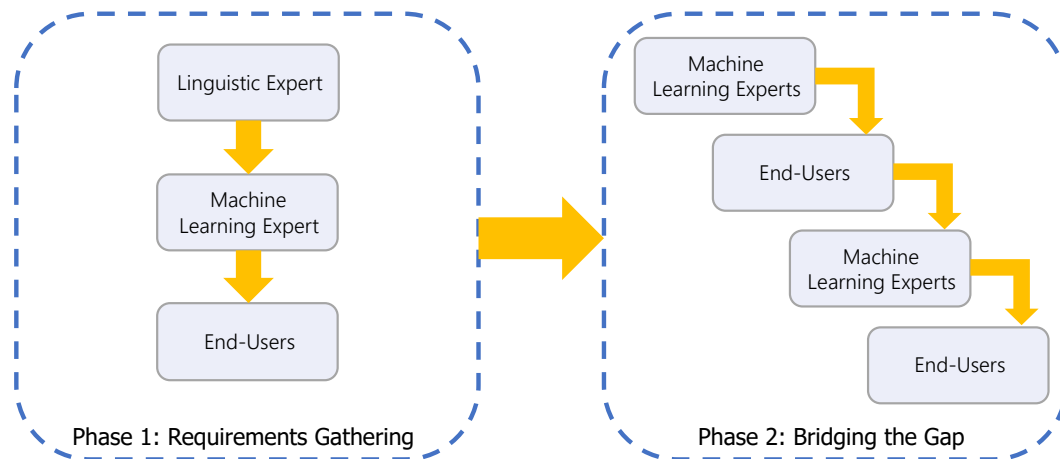 Linguistic Expert
Machine
Learning Expert
End-Users
Phase 1: Requirements Gathering
Machine
Learning Experts
End-Users
Machine
Learning Experts
End-Users
Phase 2: Bridging the Gap